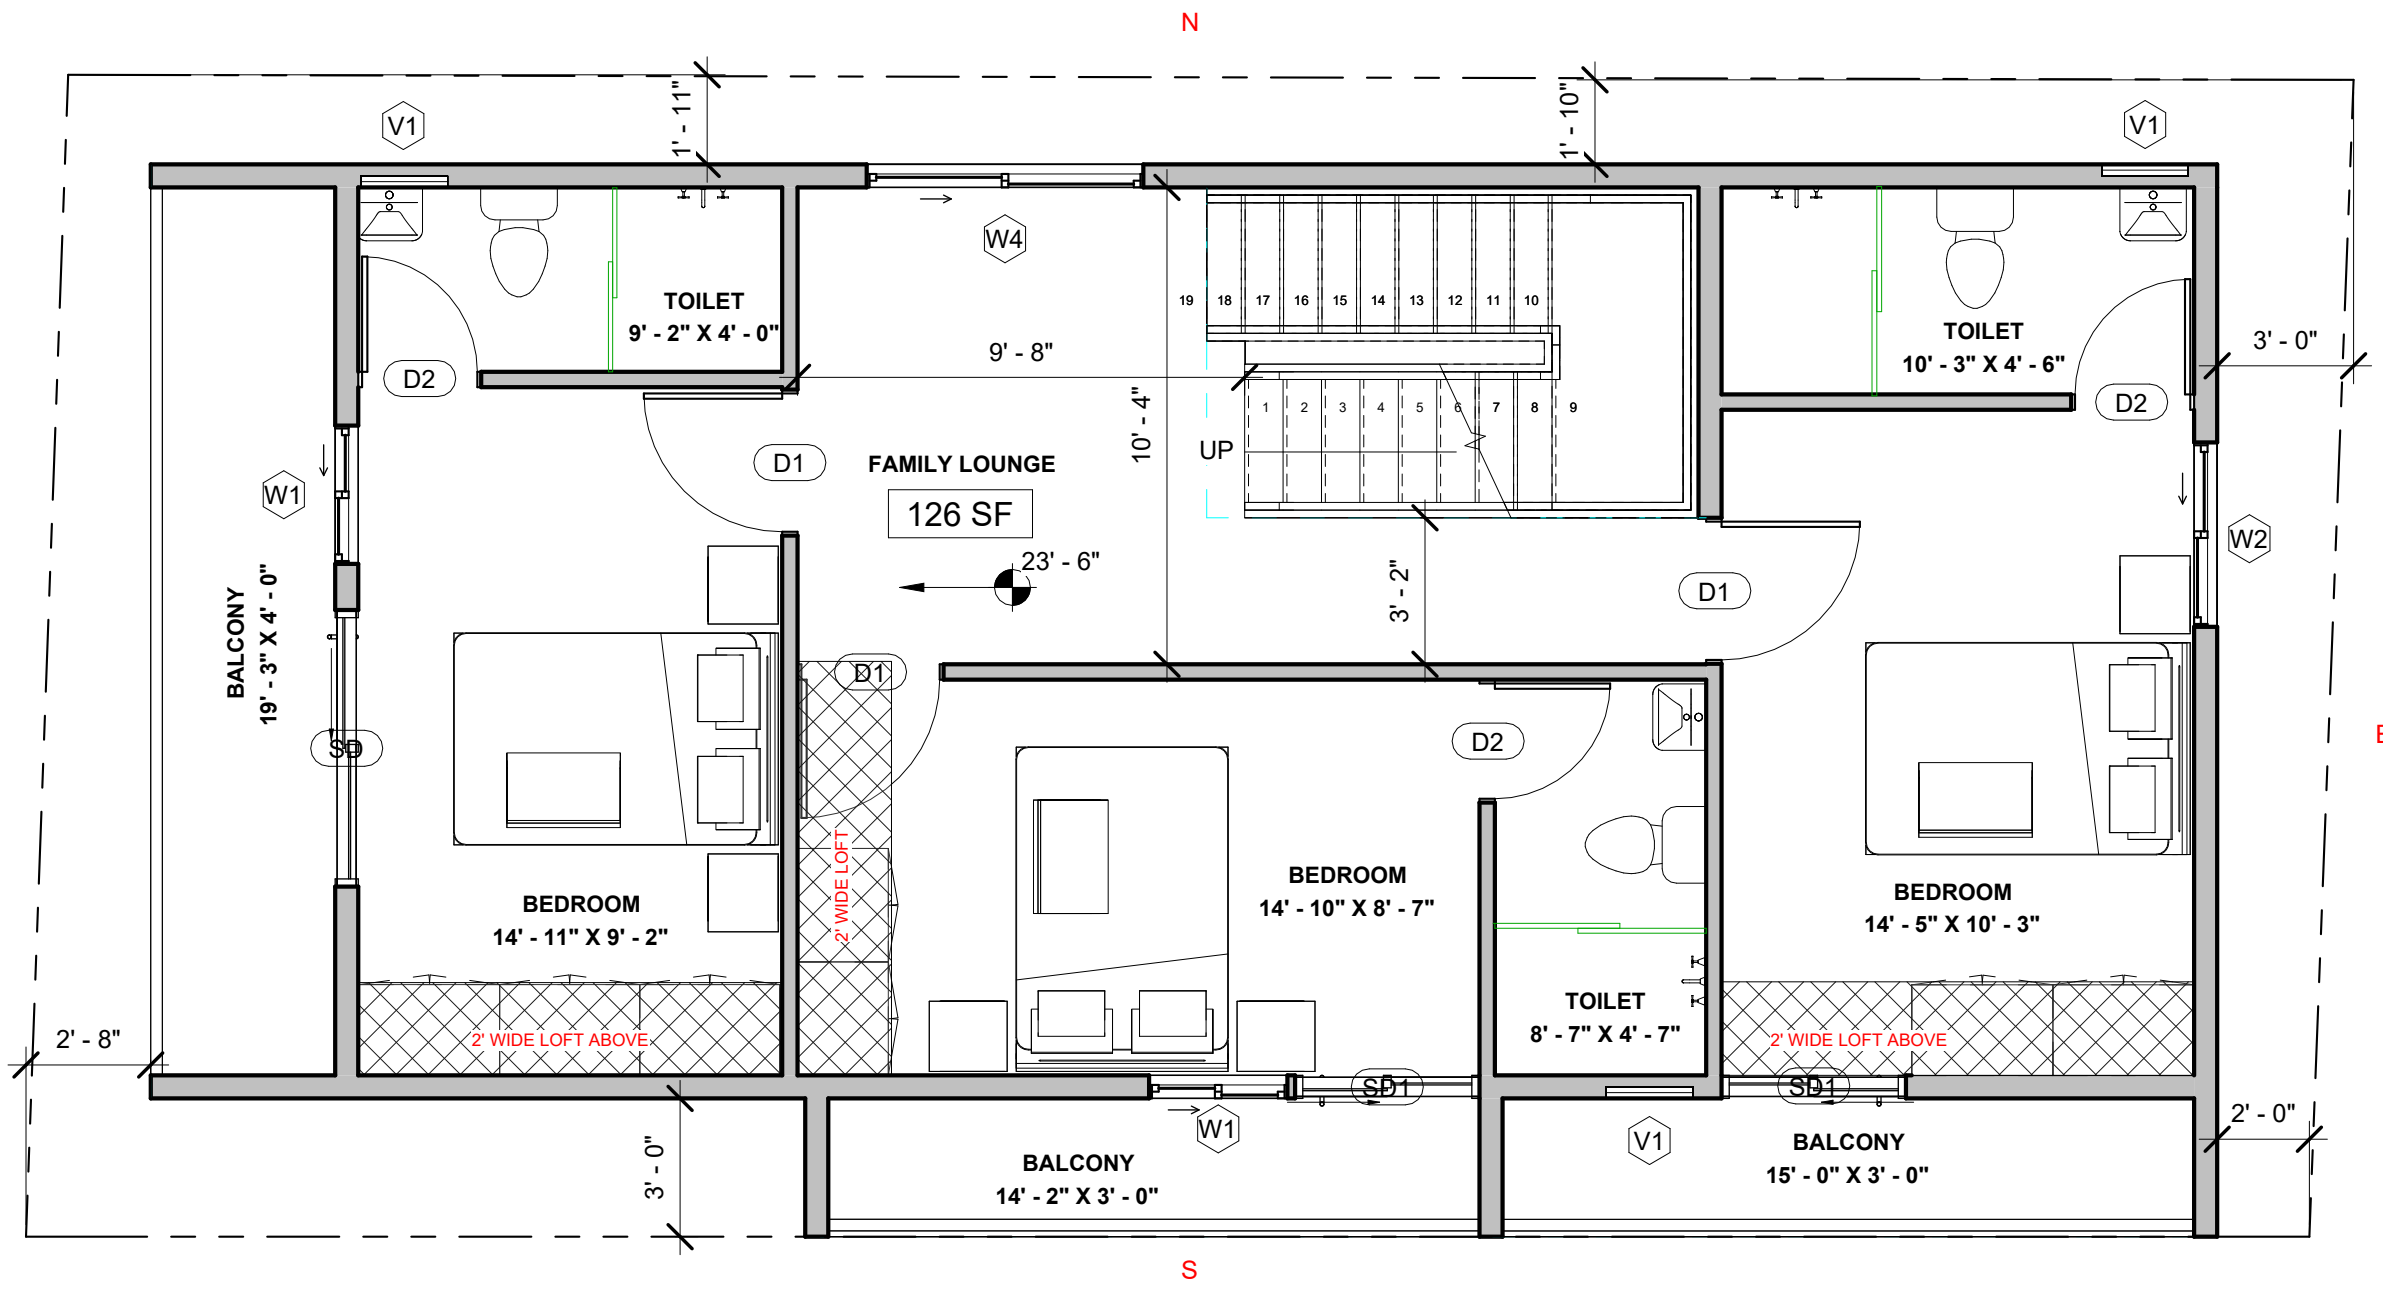 N
1' - 11"
1' - 10"
V1
V1
W4
TOILET
9' - 2" X 4' - 0"
19 18 17 16 15 14 13 12 11 10
TOILET
10' - 3" X 4' - 6"
3' - 0"
9' - 8"
D2
D2
1 2 3 4 5 6 7 8 9
10' - 4"
UP
D1
FAMILY LOUNGE
126 SF
W1
W2
23' - 6"
3' - 2"
D1
BALCONY
19' - 3" X 4' - 0"
D1
SD
D2
E
2' WIDE LOFT
BEDROOM
14' - 11" X 9' - 2"
BEDROOM
14' - 10" X 8' - 7"
BEDROOM
14' - 5" X 10' - 3"
TOILET
8' - 7" X 4' - 7"
2' - 8"
2' WIDE LOFT ABOVE
2' WIDE LOFT ABOVE
SD1
SD1
2' - 0"
W1
V1
3' - 0"
BALCONY
14' - 2" X 3' - 0"
BALCONY
15' - 0" X 3' - 0"
S